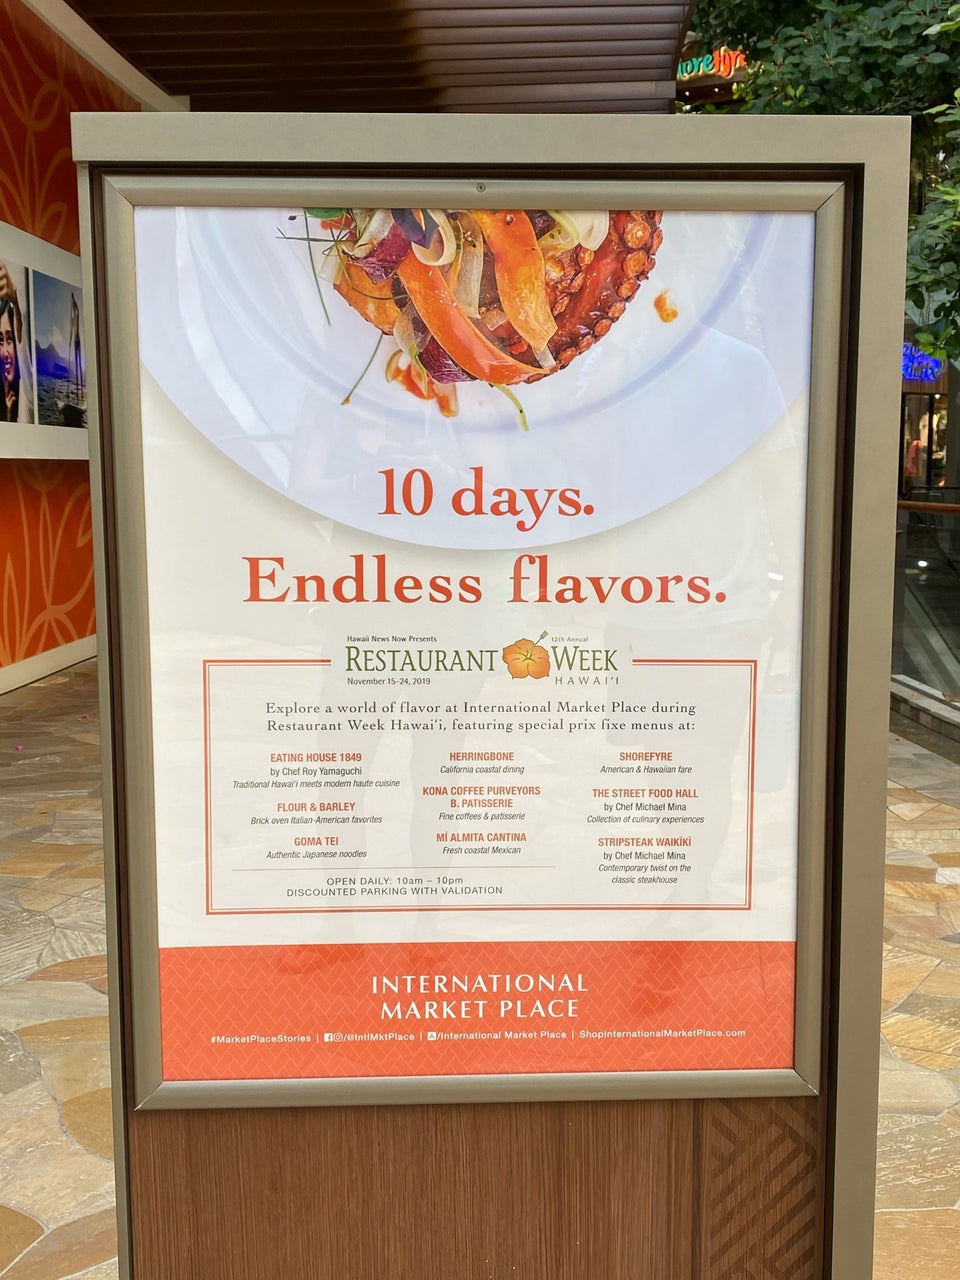 10 days.
Endless flavors.
Hawaii News Now Presents
12th Annual
RESTAURANT WEEK
November 15-24, 2019
HAWAI'I
Explore a world of flavor at International Market Place during
Restaurant Week Hawai‘i, featuring special prix fixe menus at:
EATING HOUSE 1849
by Chef Roy Yamaguchi
Traditional Hawai‘i meets modern haute cuisine
FLOUR & BARLEY
Brick oven Italian-American favorites
GOMA TEI
Authentic Japanese noodles
HERRINGBONE
California coastal dining
KONA COFFEE PURVEYORS
B. PATISSERIE
Fine coffees & patisserie
MÍ ALMITA CANTINA
Fresh coastal Mexican
SHOREFYRE
American & Hawaiian fare
THE STREET FOOD HALL
by Chef Michael Mina
Collection of culinary experiences
STRIPSTEAK WAIKĪKĪ
by Chef Michael Mina
Contemporary twist on the
classic steakhouse
OPEN DAILY: 10am – 10pm
DISCOUNTED PARKING WITH VALIDATION
INTERNATIONAL
MARKET PLACE
#MarketPlaceStories | /@IntlMktPlace | /International Market Place | ShopInternationalMarketPlace.com